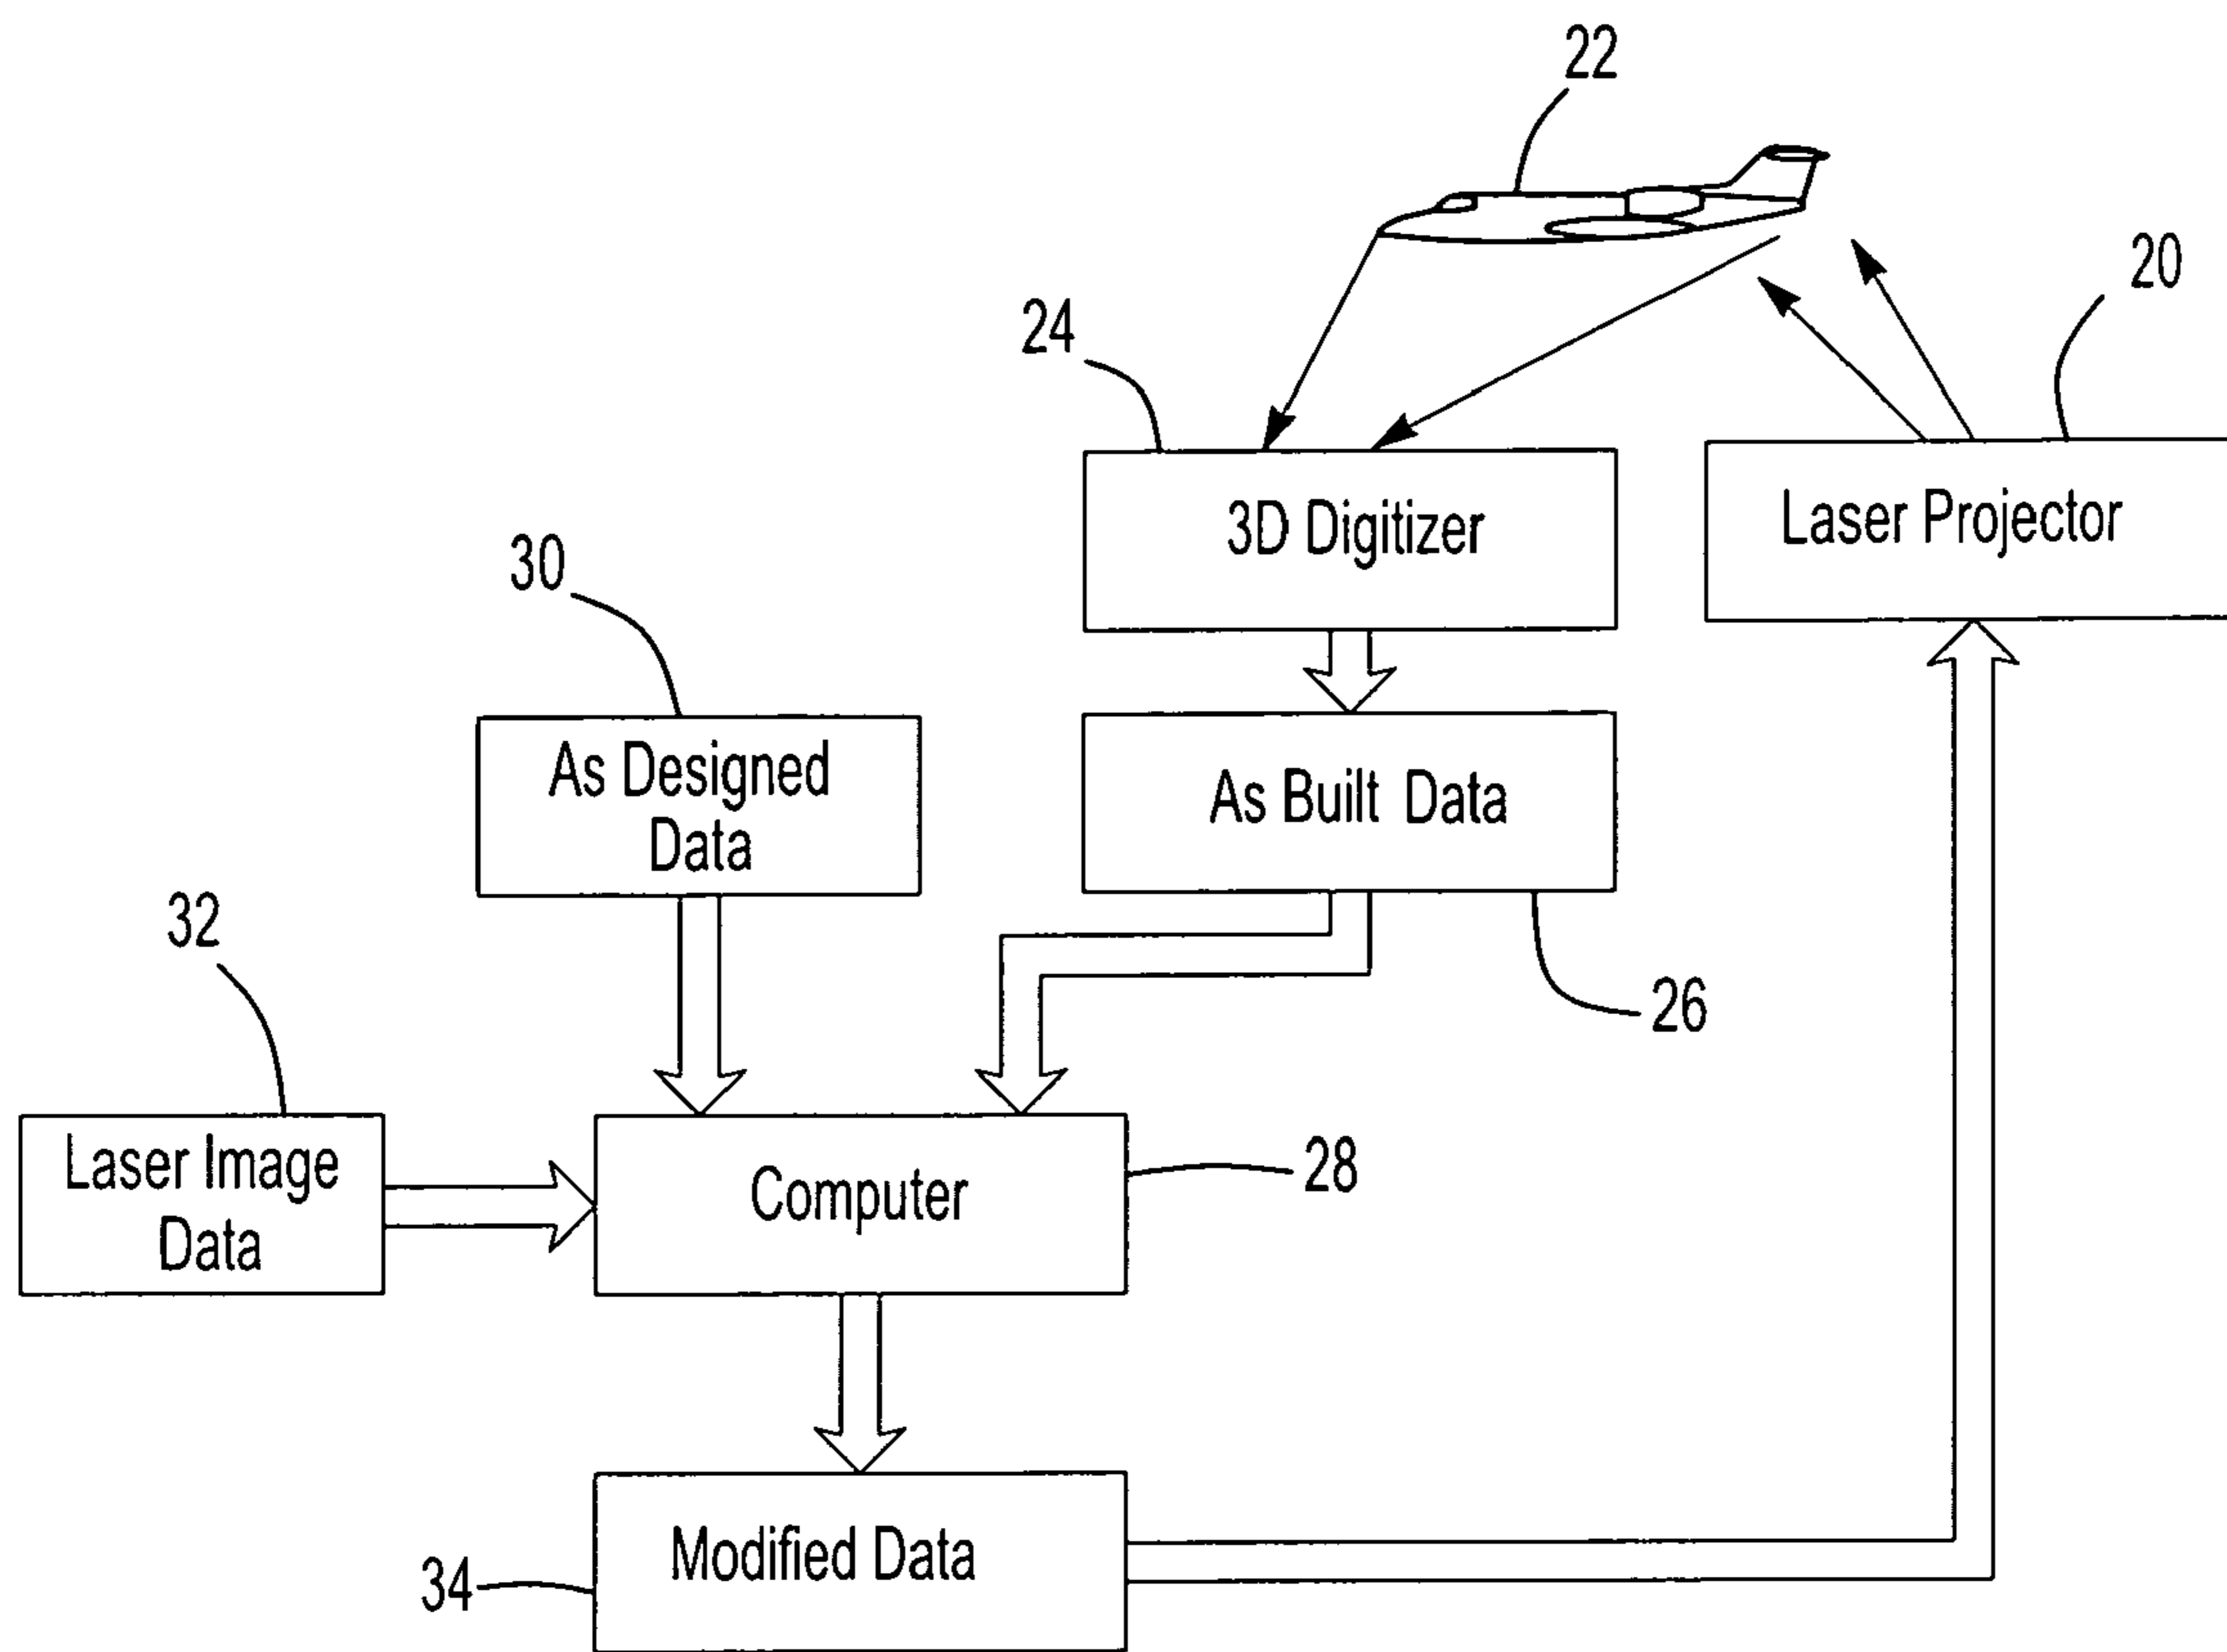 22
20
24
3D Digitizer
Laser Projector
30
As Designed
Data
As Built Data
32
26
Laser Image
Data
Computer
28
Modified Data
34